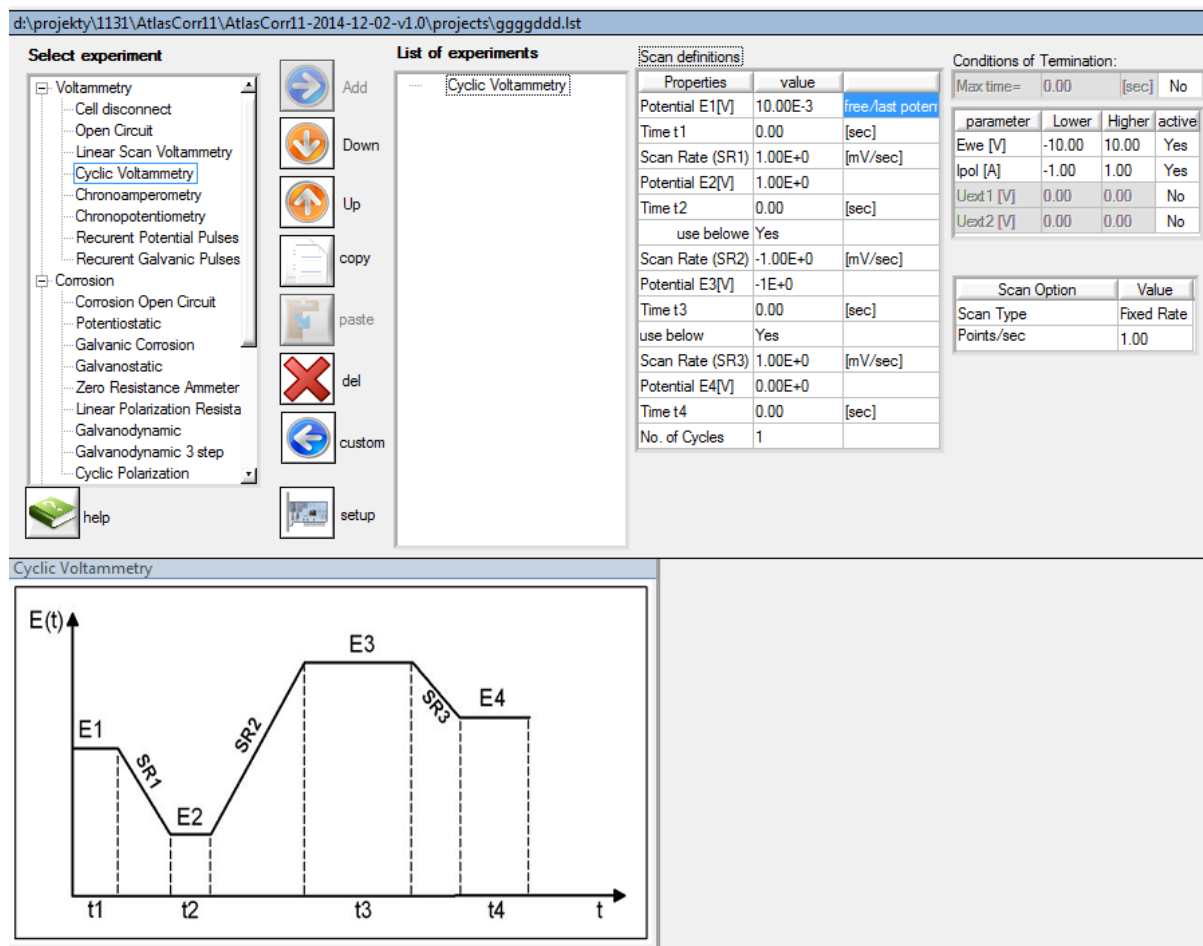 d:\projekty\1131\AtlasCorr11\AtlasCorr11-2014-12-02-v1.0\projects\ggggddd.lst
Select experiment
Voltammetry
Cell disconnect
Open Circuit
Linear Scan Voltammetry
Cyclic Voltammetry
Chronoamperometry
Chronopotentiometry
Recurent Potential Pulses
Recurent Galvanic Pulses
Corrosion
Corrosion Open Circuit
Potentiostatic
Galvanic Corrosion
Galvanostatic
Zero Resistance Ammeter
Linear Polarization Resista
Galvanodynamic
Galvanodynamic 3 step
Cyclic Polarization
help
Add
Down
Up
copy
paste
del
custom
setup
List of experiments
Cyclic Voltammetry
Scan definitions
Properties value
Potential E1[V] 10.00E-3 free/last poten
Time t1 0.00 [sec]
Scan Rate (SR1) 1.00E+0 [mV/sec]
Potential E2[V] 1.00E+0
Time t2 0.00 [sec]
use belowe Yes
Scan Rate (SR2) -1.00E+0 [mV/sec]
Potential E3[V] -1E+0
Time t3 0.00 [sec]
use below Yes
Scan Rate (SR3) 1.00E+0 [mV/sec]
Potential E4[V] 0.00E+0
Time t4 0.00 [sec]
No. of Cycles 1
Conditions of Termination:
Max time= 0.00 [sec] No
parameter Lower Higher active
Ewe [V] -10.00 10.00 Yes
Ipol [A] -1.00 1.00 Yes
Uext1 [V] 0.00 0.00 No
Uext2 [V] 0.00 0.00 No
Scan Option Value
Scan Type Fixed Rate
Points/sec 1.00
Cyclic Voltammetry
E(t)
E3
E4
E1
SR1
SR2
SR3
E2
t1 t2 t3 t4 t